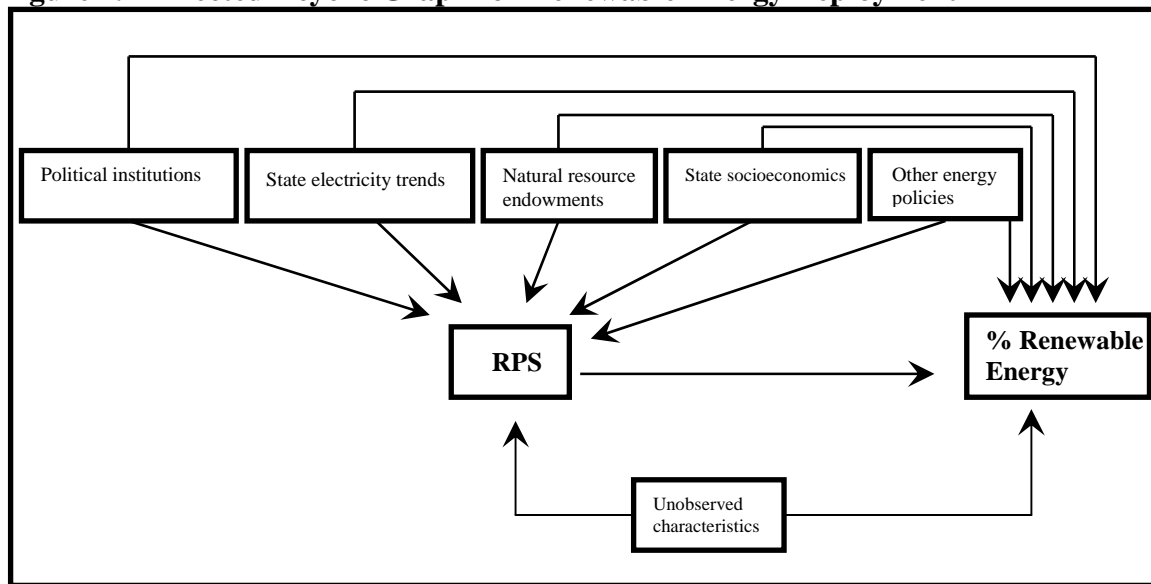 Political institutions
State electricity trends
Natural resource
endowments
State socioeconomics
Other energy
policies
RPS
% Renewable
Energy
Unobserved
characteristics